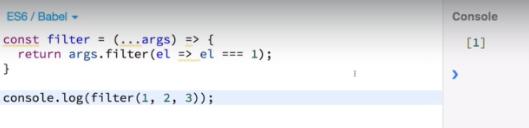 ES6 / Babel
Console
const filter = (...args) => {
  return args.filter(el => el === 1);
}
console.log(filter(1, 2, 3));
[1]